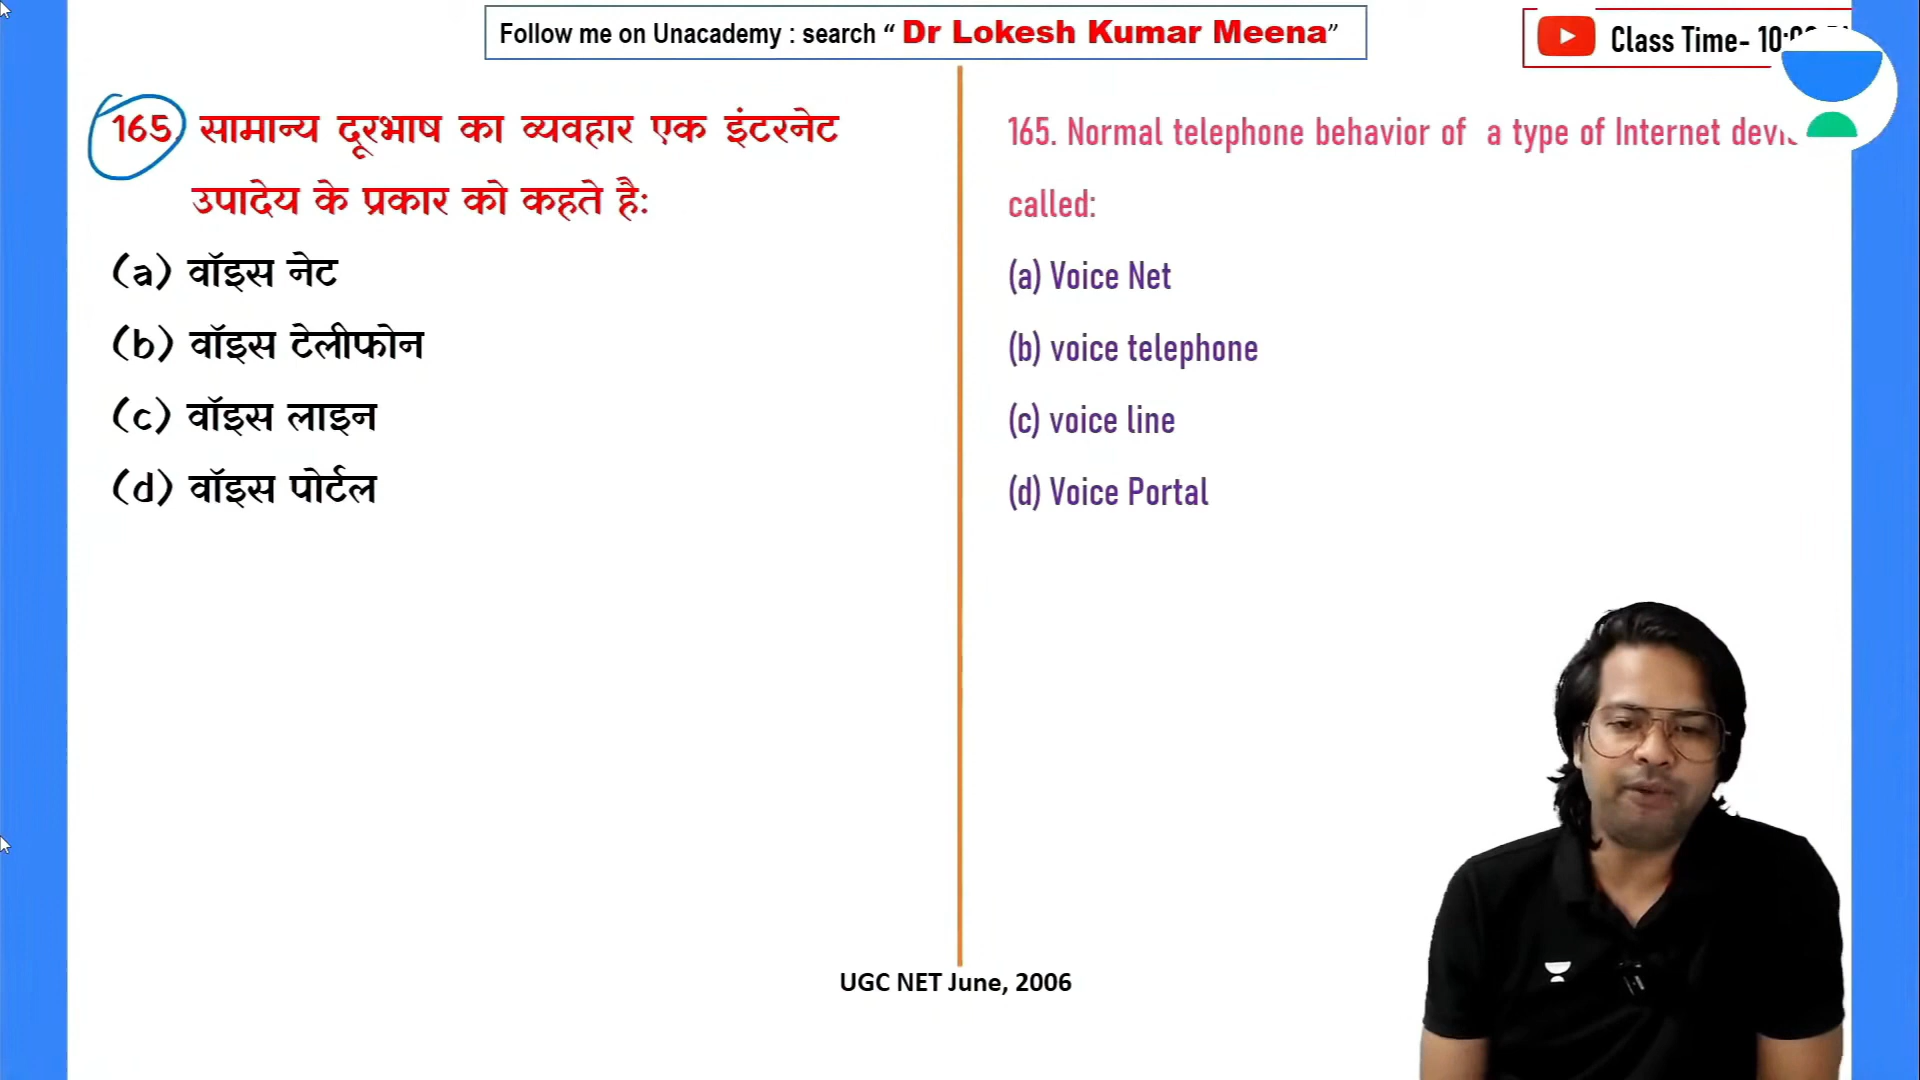 Follow me on Unacademy : search “ Dr Lokesh Kumar Meena”
Class Time- 10:
165. सामान्य दूरभाष का व्यवहार एक इंटरनेट
उपादेय के प्रकार को कहते है:
(a) वॉइस नेट
(b) वॉइस टेलीफोन
(c) वॉइस लाइन
(d) वॉइस पोर्टल
165. Normal telephone behavior of a type of Internet
called:
(a) Voice Net
(b) voice telephone
(c) voice line
(d) Voice Portal
UGC NET June, 2006